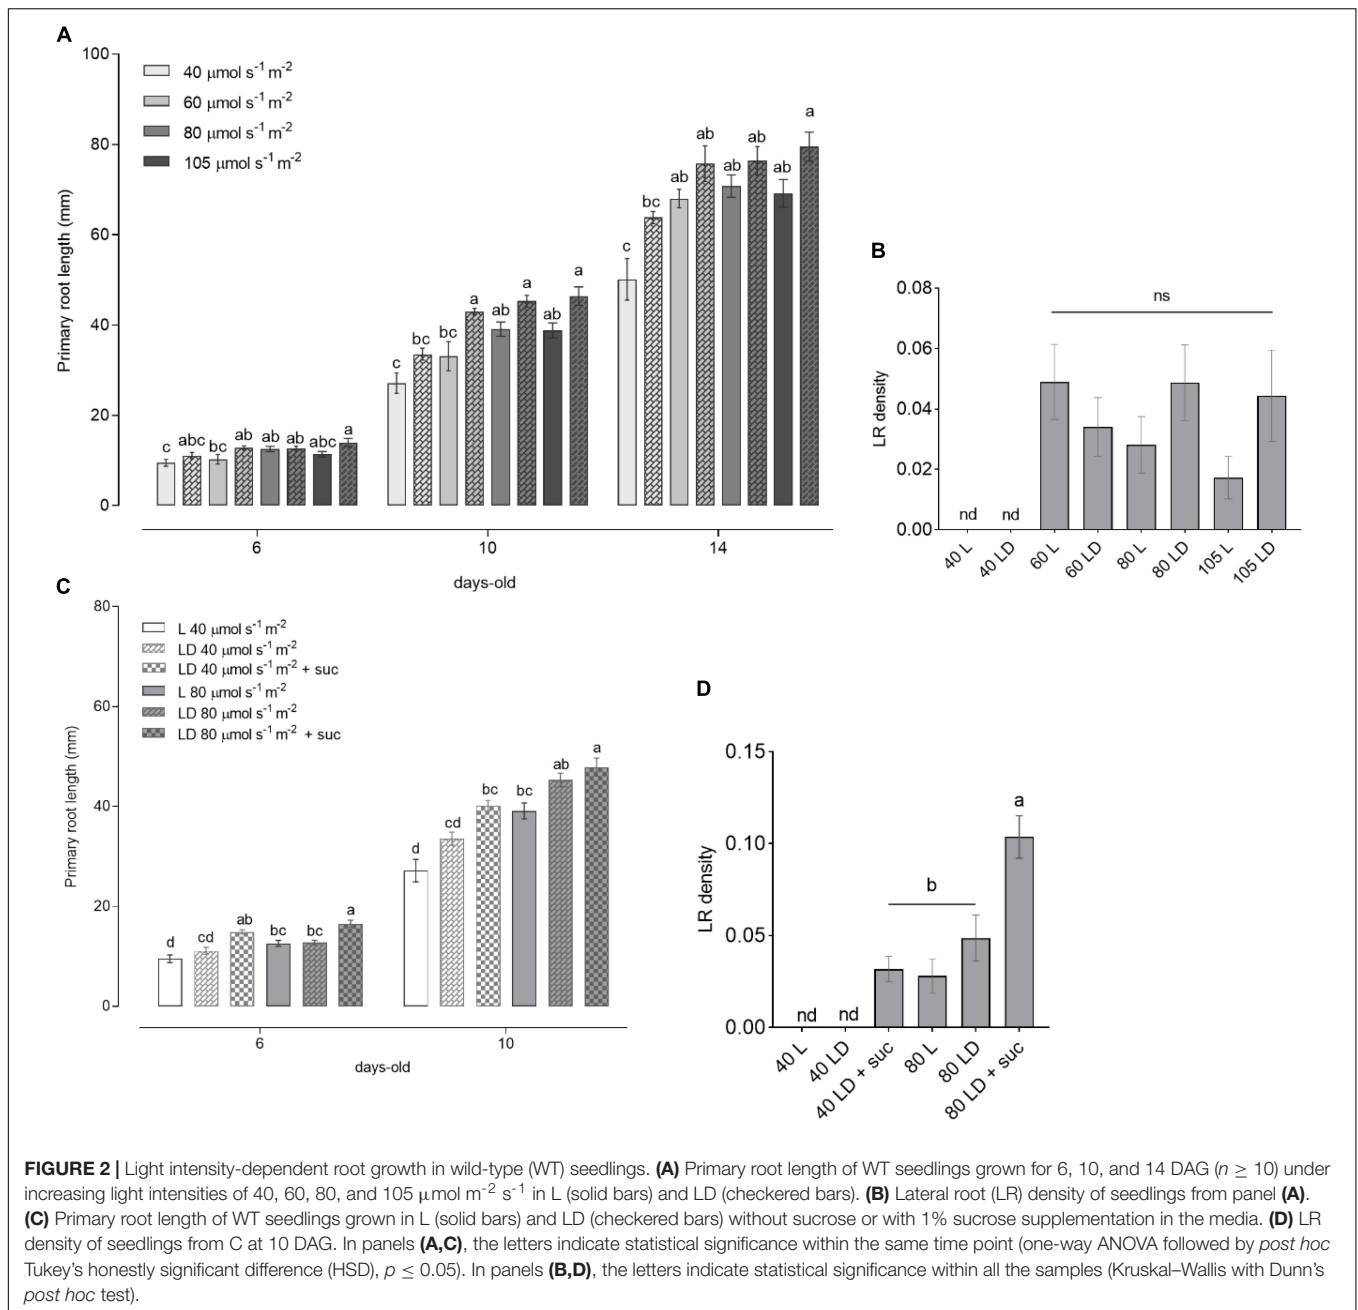 A
100
80
60
40
20
0
Primary root length (mm)
40 μmol s⁻¹ m⁻²
60 μmol s⁻¹ m⁻²
80 μmol s⁻¹ m⁻²
105 μmol s⁻¹ m⁻²
c abc bc ab ab ab abc a
c bc bc a ab a ab a
c bc ab ab ab ab ab a
6 10 14
days-old
B
0.08
0.06
0.04
0.02
0.00
LR density
ns
nd nd
40 L 40 LD 60 L 60 LD 80 L 80 LD 105 L 105 LD
C
80
60
40
20
0
Primary root length (mm)
L 40 μmol s⁻¹ m⁻²
LD 40 μmol s⁻¹ m⁻²
LD 40 μmol s⁻¹ m⁻² + suc
L 80 μmol s⁻¹ m⁻²
LD 80 μmol s⁻¹ m⁻²
LD 80 μmol s⁻¹ m⁻² + suc
d cd ab bc bc a
d cd bc bc ab a
6 10
days-old
D
0.15
0.10
0.05
0.00
LR density
nd nd b a
40 L 40 LD 40 LD + suc 80 L 80 LD 80 LD + suc
FIGURE 2 | Light intensity-dependent root growth in wild-type (WT) seedlings. (A) Primary root length of WT seedlings grown for 6, 10, and 14 DAG (n ≥ 10) under
increasing light intensities of 40, 60, 80, and 105 μmol m⁻² s⁻¹ in L (solid bars) and LD (checkered bars). (B) Lateral root (LR) density of seedlings from panel (A).
(C) Primary root length of WT seedlings grown in L (solid bars) and LD (checkered bars) without sucrose or with 1% sucrose supplementation in the media. (D) LR
density of seedlings from C at 10 DAG. In panels (A,C), the letters indicate statistical significance within the same time point (one-way ANOVA followed by post hoc
Tukey's honestly significant difference (HSD), p ≤ 0.05). In panels (B,D), the letters indicate statistical significance within all the samples (Kruskal–Wallis with Dunn's
post hoc test).